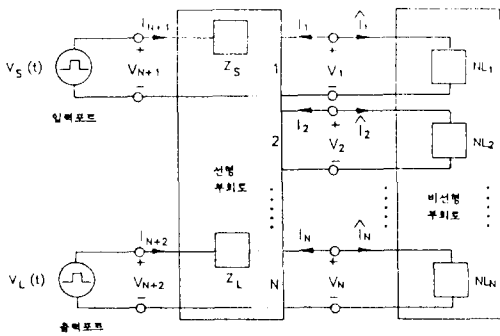 I_{N+1}
Z_S
I_1
Î_1
V_S(t)
V_{N+1}
1
V_1
NL_1
입력포트
I_2
Î_2
2
V_2
NL_2
선형
부회로
비선형
부회로
I_{N+2}
Z_L
I_N
Î_N
V_L(t)
V_{N+2}
N
V_N
NL_N
출력포트